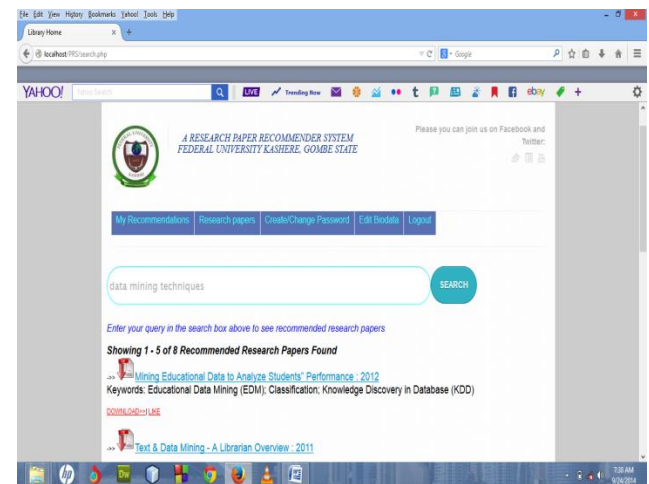 File Edit View History Bookmarks Yahoo! Tools Help
Library Home
localhost/PRS/search.php
Google
YAHOO!
LIVE
Trending Now
ebay
A RESEARCH PAPER RECOMMENDER SYSTEM
FEDERAL UNIVERSITY KASHERE, GOMBE STATE
Please you can join us on Facebook and
Twitter:
My Recommendations Research papers Create/Change Password Edit Biodata Logout
data mining techniques
SEARCH
Enter your query in the search box above to see recommended research papers
Showing 1 - 5 of 8 Recommended Research Papers Found
Mining Educational Data to Analyze Students" Performance : 2012
Keywords: Educational Data Mining (EDM); Classification; Knowledge Discovery in Database (KDD)
DOWNLOAD>>| LIKE
Text & Data Mining - A Librarian Overview : 2011
7:38 AM
9/24/2014